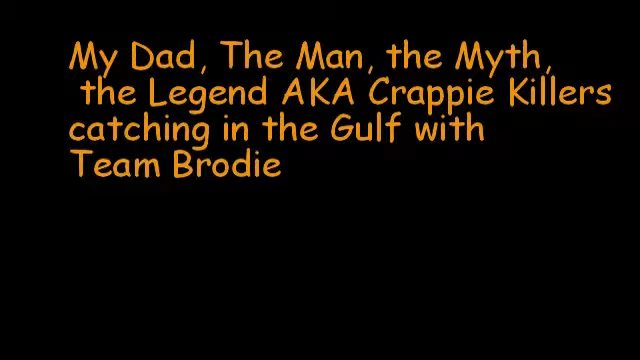 My Dad, The Man, the Myth,
the Legend AKA Crappie Killers
catching in the Gulf with
Team Brodie